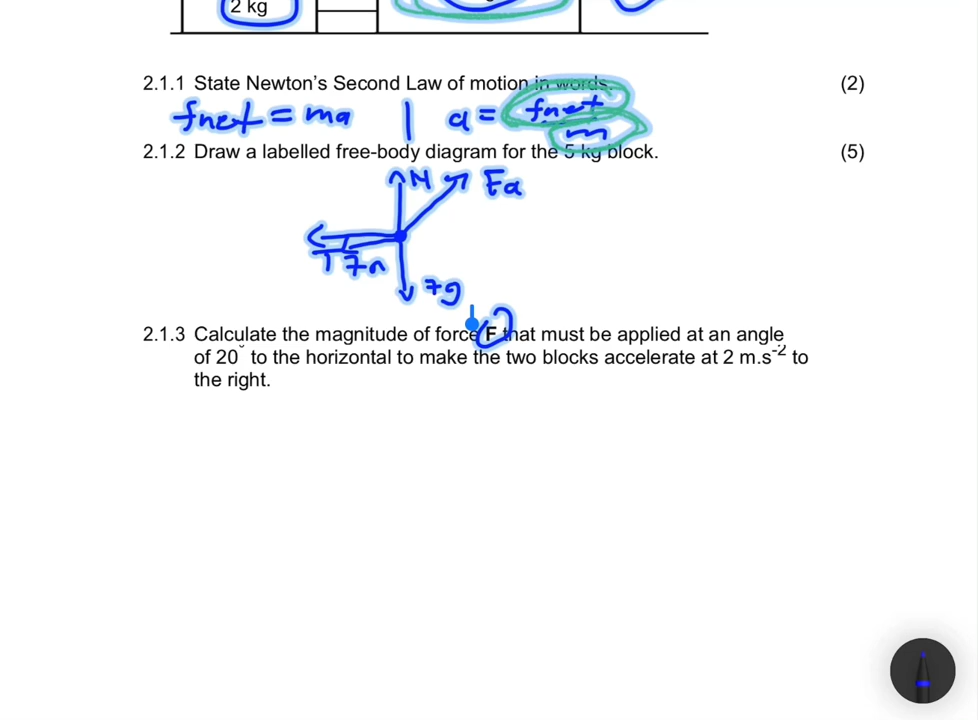 2 kg
2.1.1 State Newton's Second Law of motion in words. (2)
fnet = ma | a = fnet / m
2.1.2 Draw a labelled free-body diagram for the 5 kg block. (5)
N Fa
T 7n
7g
2.1.3 Calculate the magnitude of force F that must be applied at an angle
of 20° to the horizontal to make the two blocks accelerate at 2 m.s-2 to
the right.